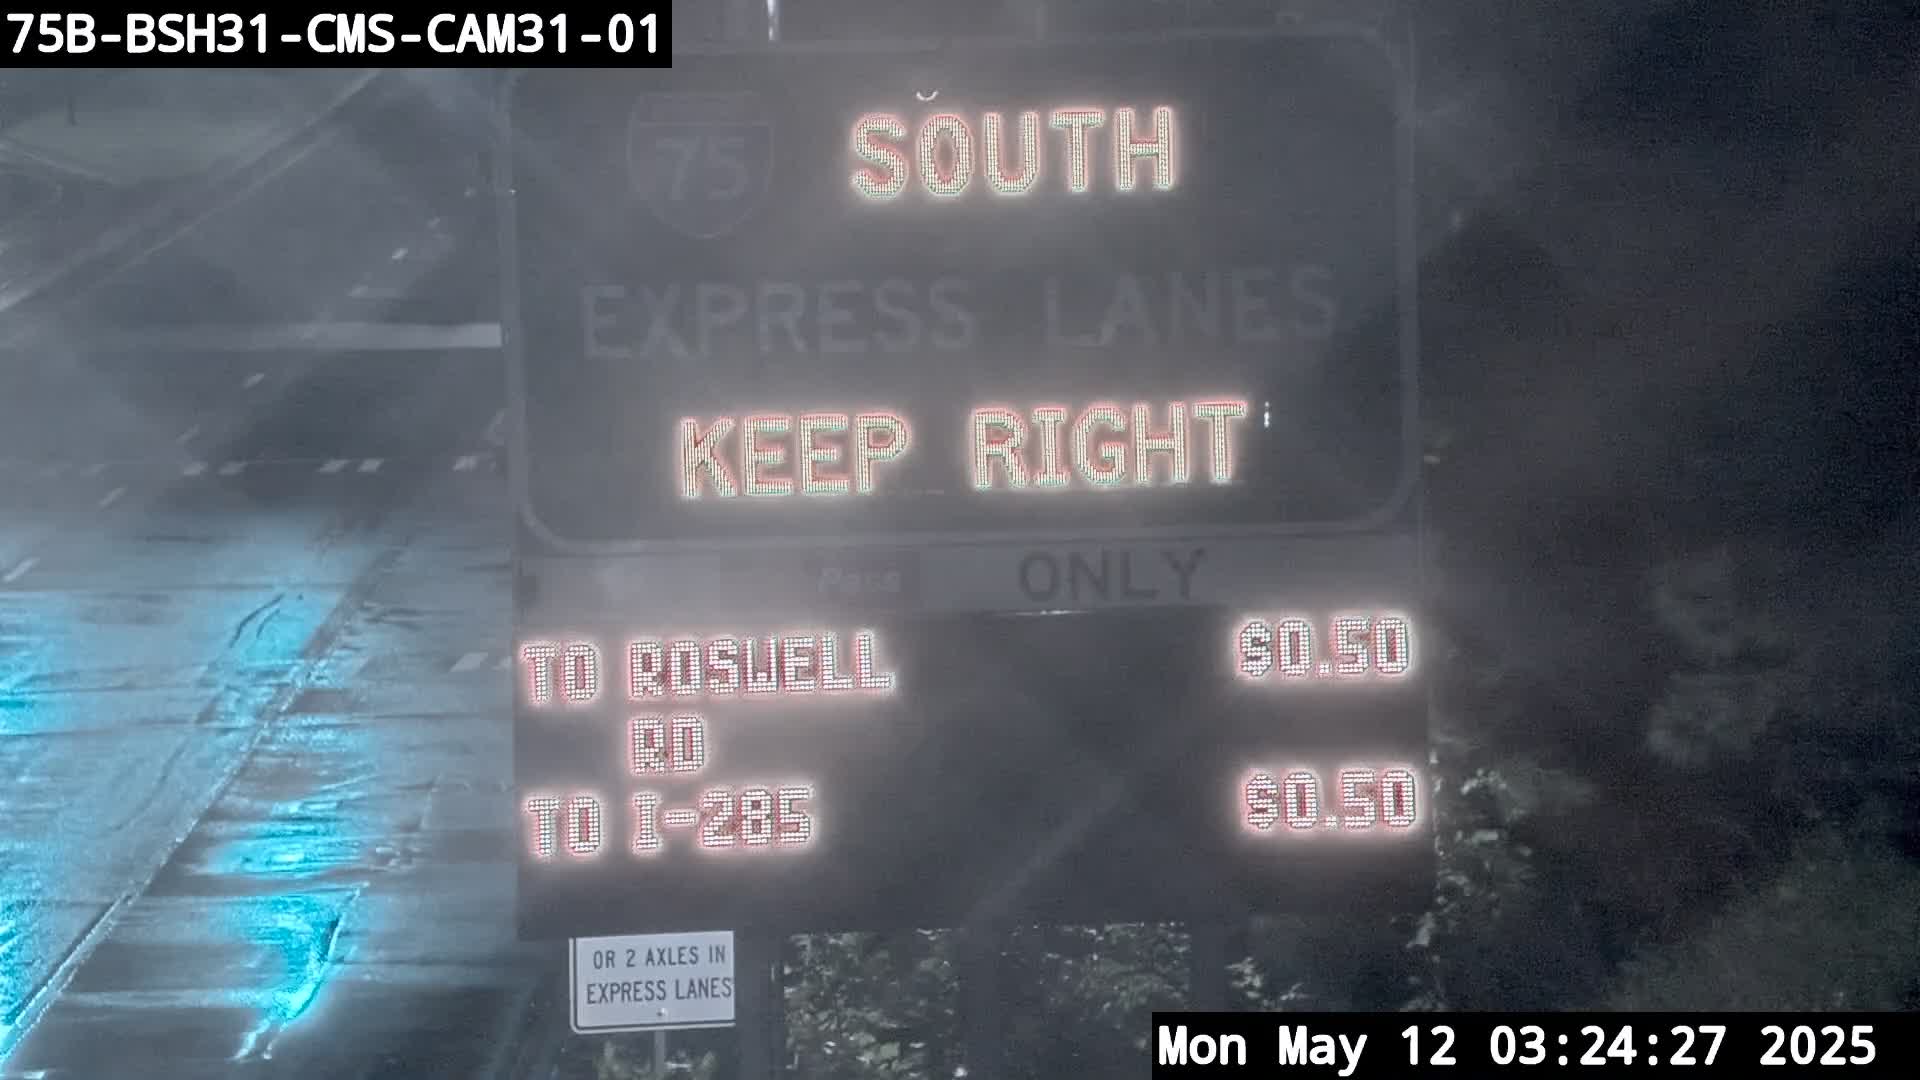 75B-BSH31-CMS-CAM31-01
75 SOUTH
EXPRESS LANES
KEEP RIGHT
Pass ONLY
TO ROSWELL $0.50
RD
TO I-285 $0.50
OR 2 AXLES IN
EXPRESS LANES
Mon May 12 03:24:27 2025